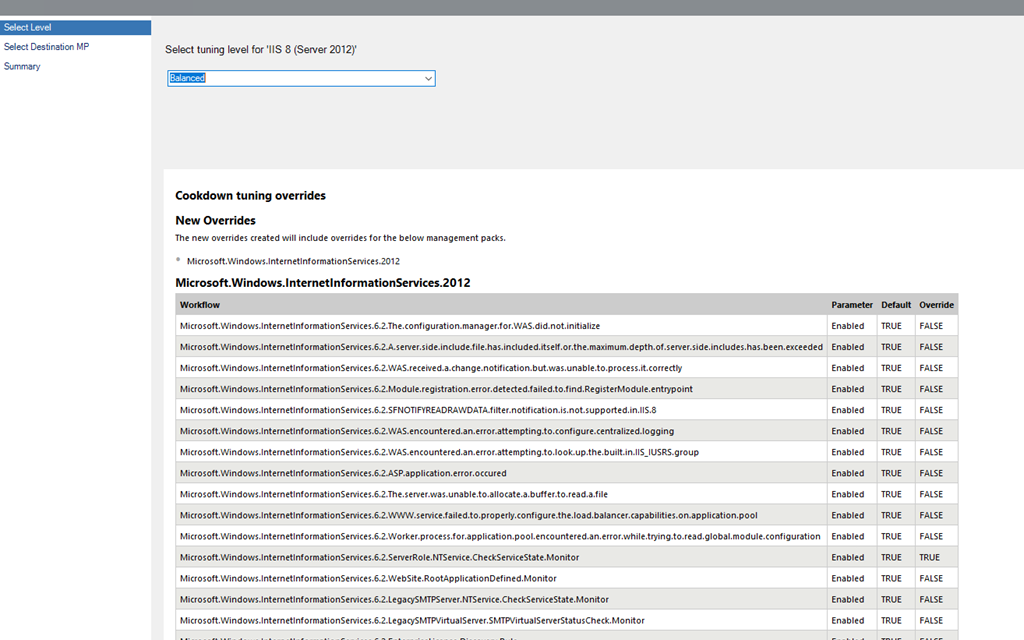 Select Level
Select Destination MP
Summary
Select tuning level for 'IIS 8 (Server 2012)'
Balanced
Cookdown tuning overrides
New Overrides
The new overrides created will include overrides for the below management packs.
Microsoft.Windows.InternetInformationServices.2012
Microsoft.Windows.InternetInformationServices.2012
Workflow Parameter Default Override
Microsoft.Windows.InternetInformationServices.6.2.The.configuration.manager.for.WAS.did.not.initialize Enabled TRUE FALSE
Microsoft.Windows.InternetInformationServices.6.2.A.server.side.include.file.has.included.itself.or.the.maximum.depth.of.server.side.includes.has.been.exceeded Enabled TRUE FALSE
Microsoft.Windows.InternetInformationServices.6.2.WAS.received.a.change.notification.but.was.unable.to.process.it.correctly Enabled TRUE FALSE
Microsoft.Windows.InternetInformationServices.6.2.Module.registration.error.detected.failed.to.find.RegisterModule.entrypoint Enabled TRUE FALSE
Microsoft.Windows.InternetInformationServices.6.2.SFNOTIFYREADRAWDATA.filter.notification.is.not.supported.in.IIS.8 Enabled TRUE FALSE
Microsoft.Windows.InternetInformationServices.6.2.WAS.encountered.an.error.attempting.to.configure.centralized.logging Enabled TRUE FALSE
Microsoft.Windows.InternetInformationServices.6.2.WAS.encountered.an.error.attempting.to.look.up.the.built.in.IIS_IUSRS.group Enabled TRUE FALSE
Microsoft.Windows.InternetInformationServices.6.2.ASP.application.error.occured Enabled TRUE FALSE
Microsoft.Windows.InternetInformationServices.6.2.The.server.was.unable.to.allocate.a.buffer.to.read.a.file Enabled TRUE FALSE
Microsoft.Windows.InternetInformationServices.6.2.WWW.service.failed.to.properly.configure.the.load.balancer.capabilities.on.application.pool Enabled TRUE FALSE
Microsoft.Windows.InternetInformationServices.6.2.Worker.process.for.application.pool.encountered.an.error.while.trying.to.read.global.module.configuration Enabled TRUE FALSE
Microsoft.Windows.InternetInformationServices.6.2.ServerRole.NTService.CheckServiceState.Monitor Enabled TRUE TRUE
Microsoft.Windows.InternetInformationServices.6.2.WebSite.RootApplicationDefined.Monitor Enabled TRUE FALSE
Microsoft.Windows.InternetInformationServices.6.2.LegacySMTPServer.NTService.CheckServiceState.Monitor Enabled TRUE FALSE
Microsoft.Windows.InternetInformationServices.6.2.LegacySMTPVirtualServer.SMTPVirtualServerStatusCheck.Monitor Enabled TRUE FALSE